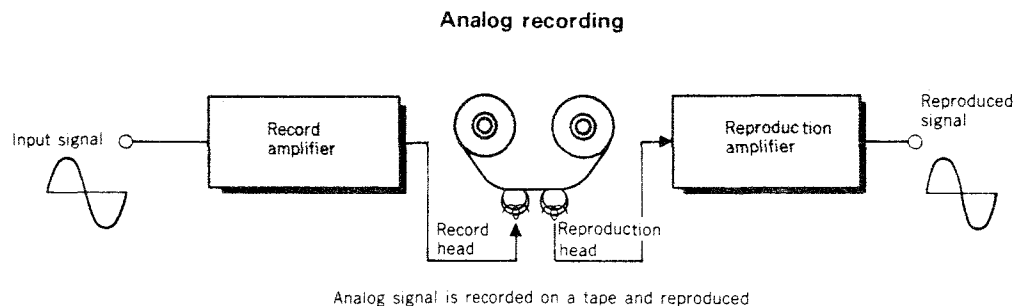 Analog recording
Input signal
Record
amplifier
Record
head
Reproduction
head
Reproduction
amplifier
Reproduced
signal
Analog signal is recorded on a tape and reproduced